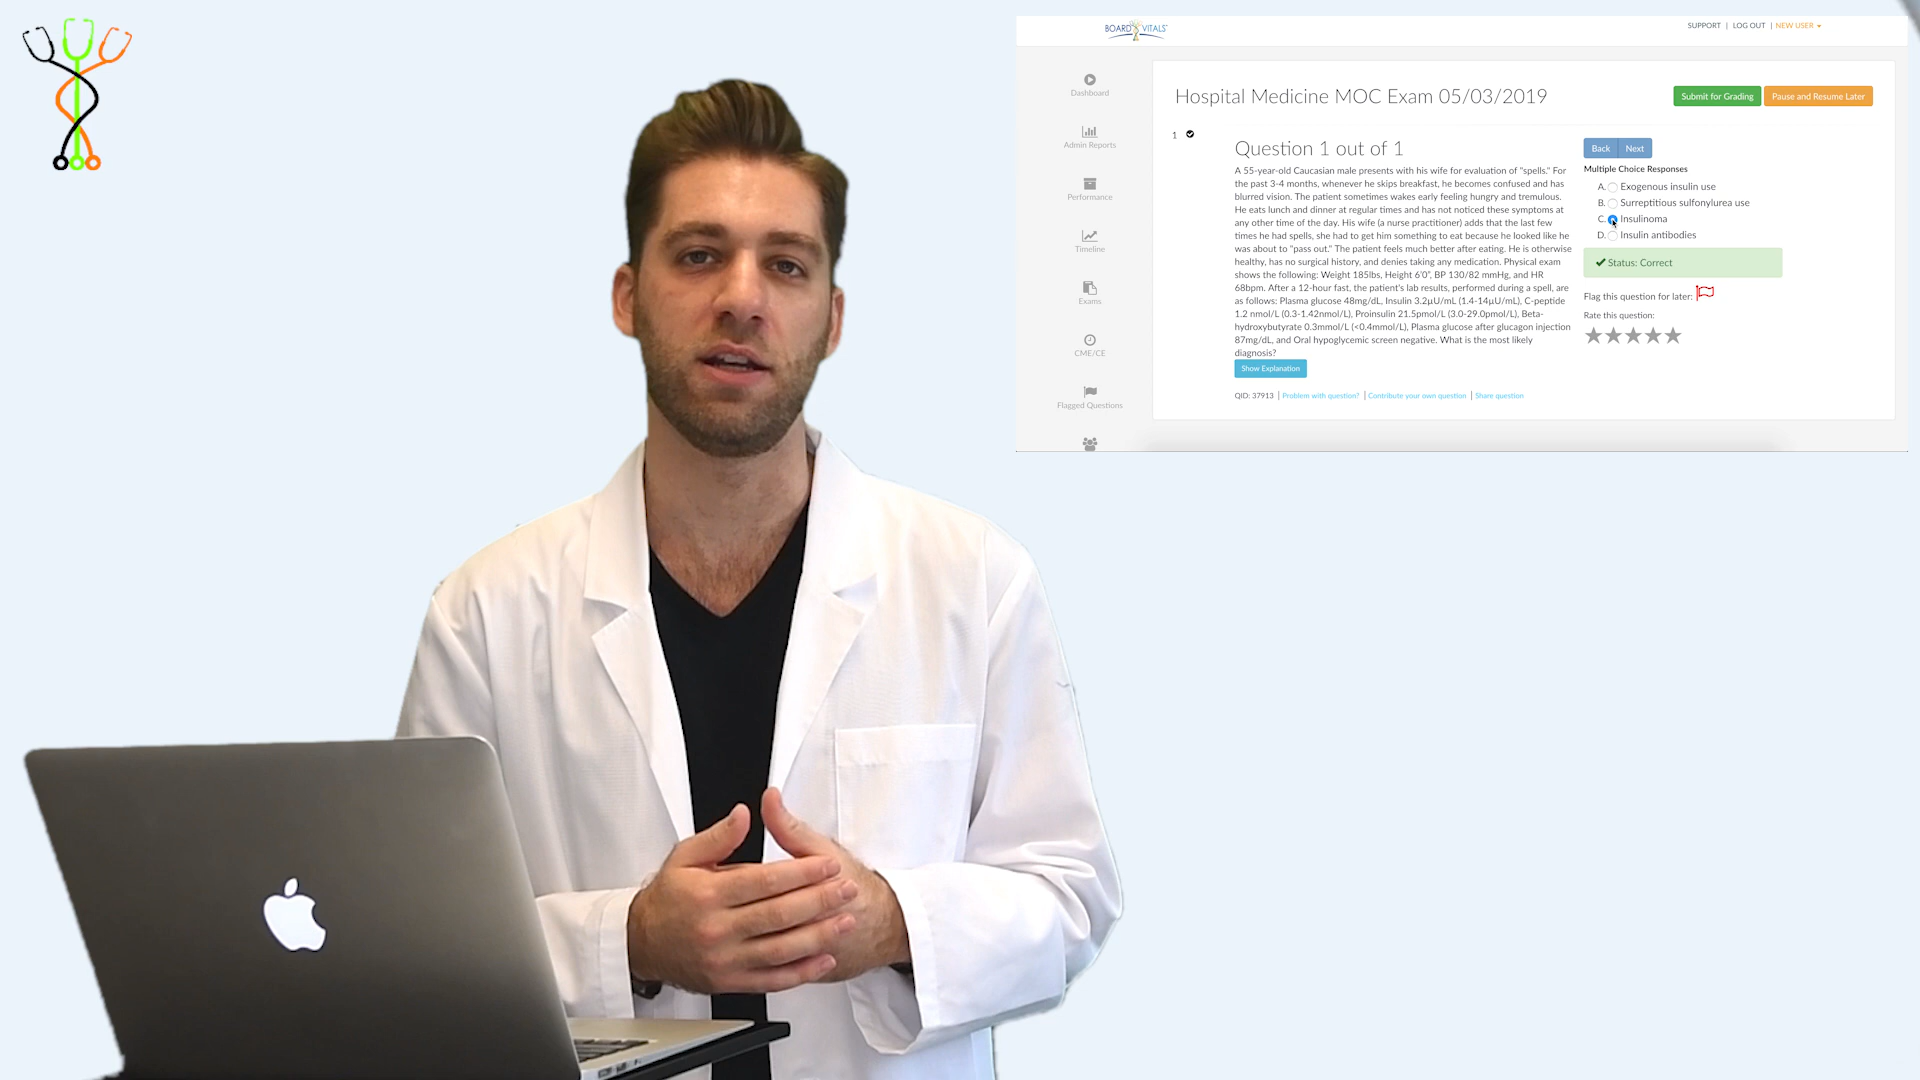 BOARD VITALS
SUPPORT | LOG OUT | NEW USER
Dashboard
Admin Reports
Performance
Timeline
Exams
CME/CE
Flagged Questions
Hospital Medicine MOC Exam 05/03/2019
Submit for Grading
Pause and Resume Later
1
Question 1 out of 1
A 55-year-old Caucasian male presents with his wife for evaluation of "spells." For
the past 3-4 months, whenever he skips breakfast, he becomes confused and has
blurred vision. The patient sometimes wakes early feeling hungry and tremulous.
He eats lunch and dinner at regular times and has not noticed these symptoms at
any other time of the day. His wife (a nurse practitioner) adds that the last few
times he had spells, she had to get him something to eat because he looked like he
was about to "pass out." The patient feels much better after eating. He is otherwise
healthy, has no surgical history, and denies taking any medication. Physical exam
shows the following: Weight 185lbs, Height 6'0", BP 130/82 mmHg, and HR
68bpm. After a 12-hour fast, the patient's lab results, performed during a spell, are
as follows: Plasma glucose 48mg/dL, Insulin 3.2µU/mL (1.4-14µU/mL), C-peptide
1.2 nmol/L (0.3-1.42nmol/L), Proinsulin 21.5pmol/L (3.0-29.0pmol/L), Beta-
hydroxybutyrate 0.3mmol/L (<0.4mmol/L), Plasma glucose after glucagon injection
87mg/dL, and Oral hypoglycemic screen negative. What is the most likely
diagnosis?
Show Explanation
QID: 37913 | Problem with question? | Contribute your own question | Share question
Back Next
Multiple Choice Responses
A. Exogenous insulin use
B. Surreptitious sulfonylurea use
C. Insulinoma
D. Insulin antibodies
Status: Correct
Flag this question for later:
Rate this question: